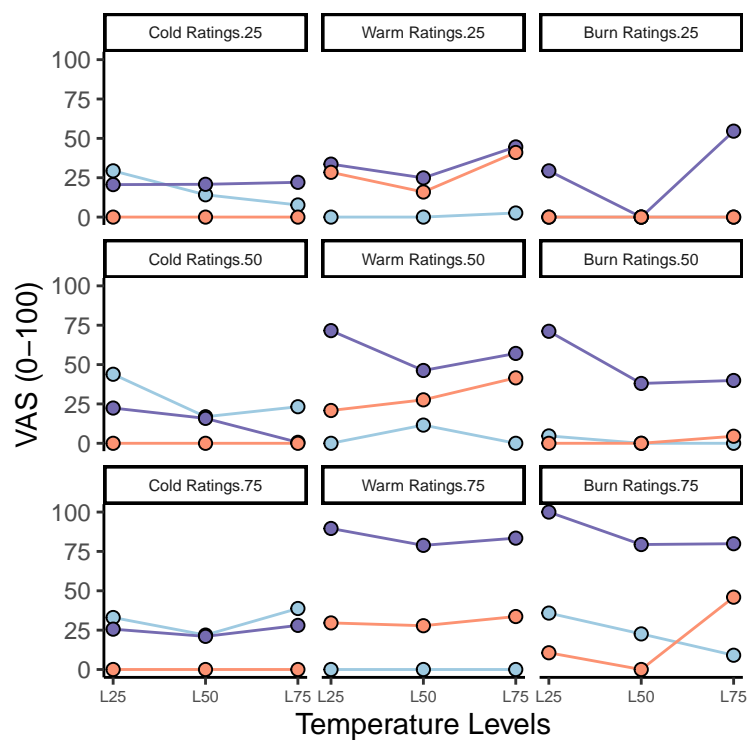 Cold Ratings.25 Warm Ratings.25 Burn Ratings.25
100
75
50
25
0
Cold Ratings.50 Warm Ratings.50 Burn Ratings.50
100
75
50
25
0
VAS (0−100)
Cold Ratings.75 Warm Ratings.75 Burn Ratings.75
100
75
50
25
0
L25 L50 L75 L25 L50 L75 L25 L50 L75
Temperature Levels